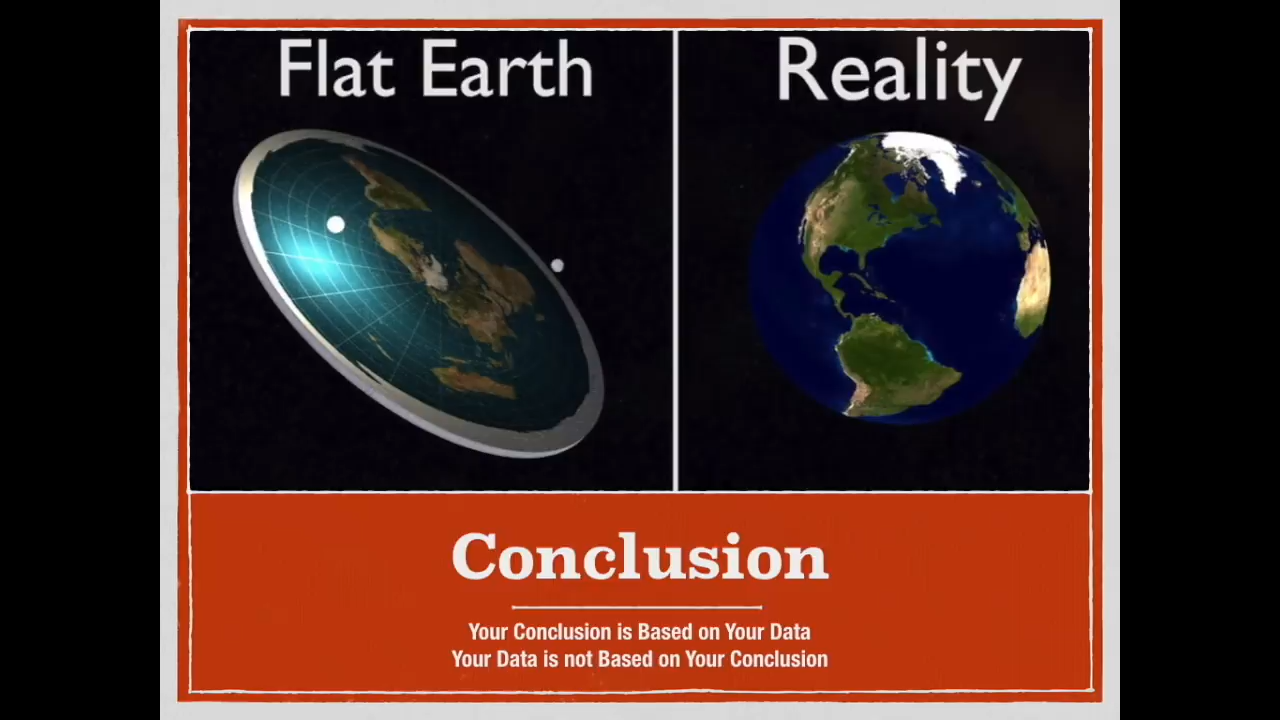 Flat Earth
Reality
Conclusion
Your Conclusion is Based on Your Data
Your Data is not Based on Your Conclusion